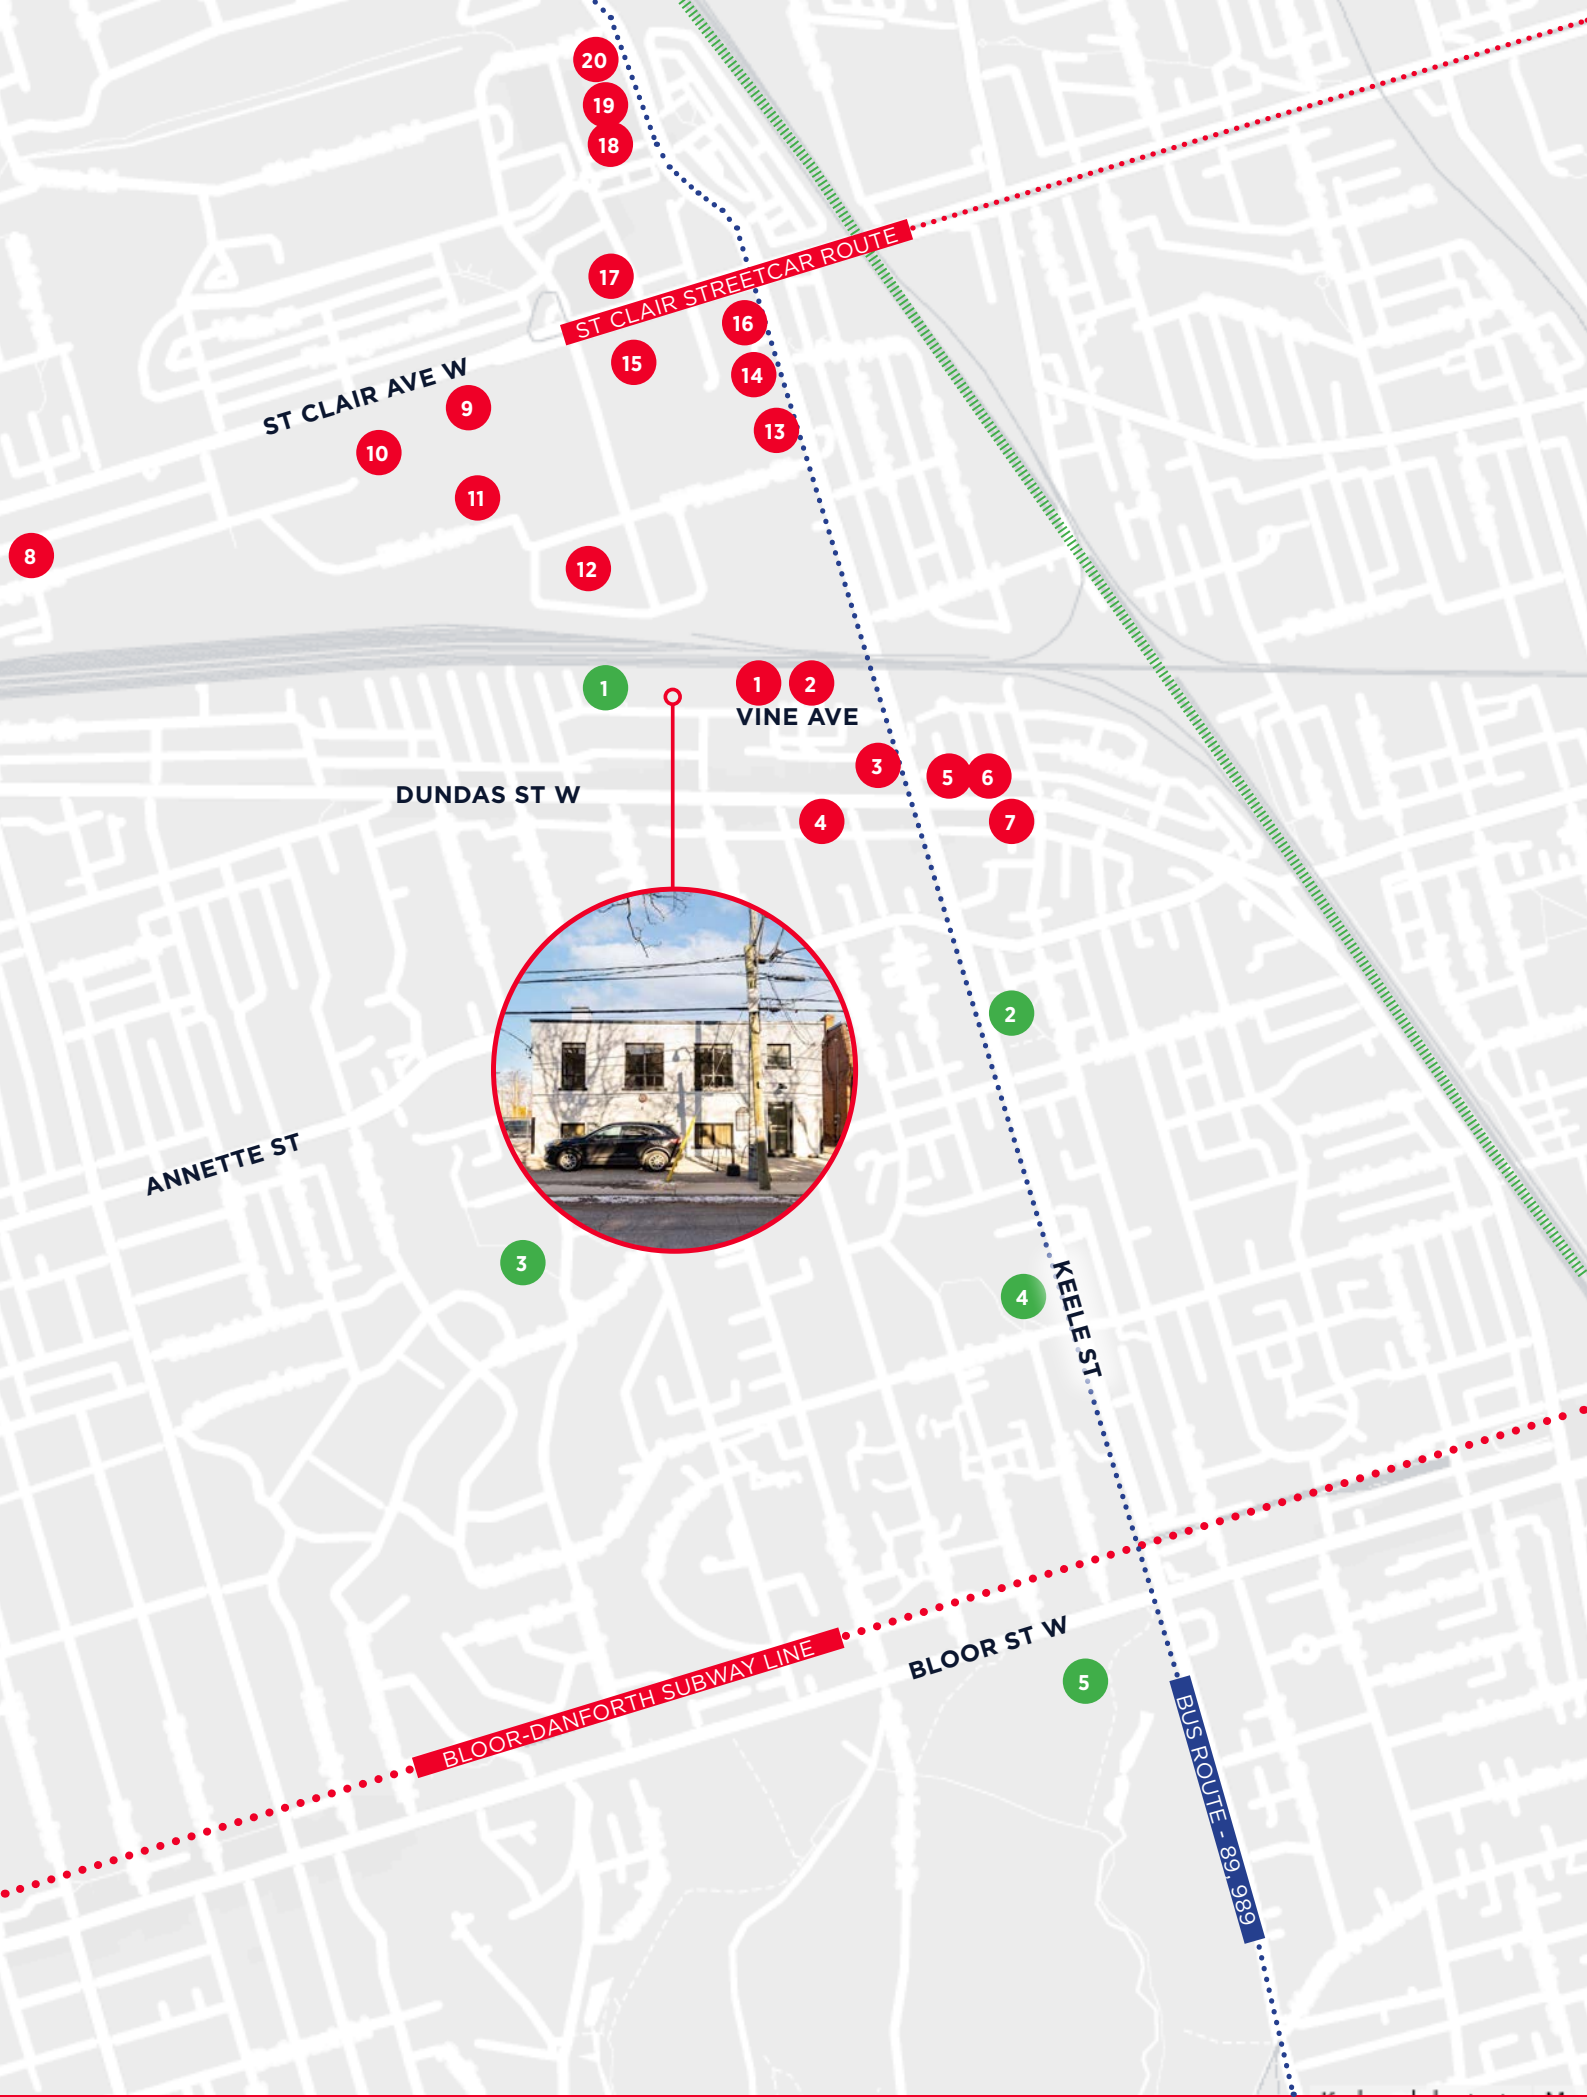 20
19
18
ST CLAIR STREETCAR ROUTE
17
16
15
ST CLAIR AVE W
14
9
13
10
11
8
12
1
1
2
VINE AVE
3
5
6
DUNDAS ST W
4
7
2
ANNETTE ST
3
KEELE ST
4
BLOOR ST W
BLOOR-DANFORTH SUBWAY LINE
5
BUS ROUTE - 89, 989